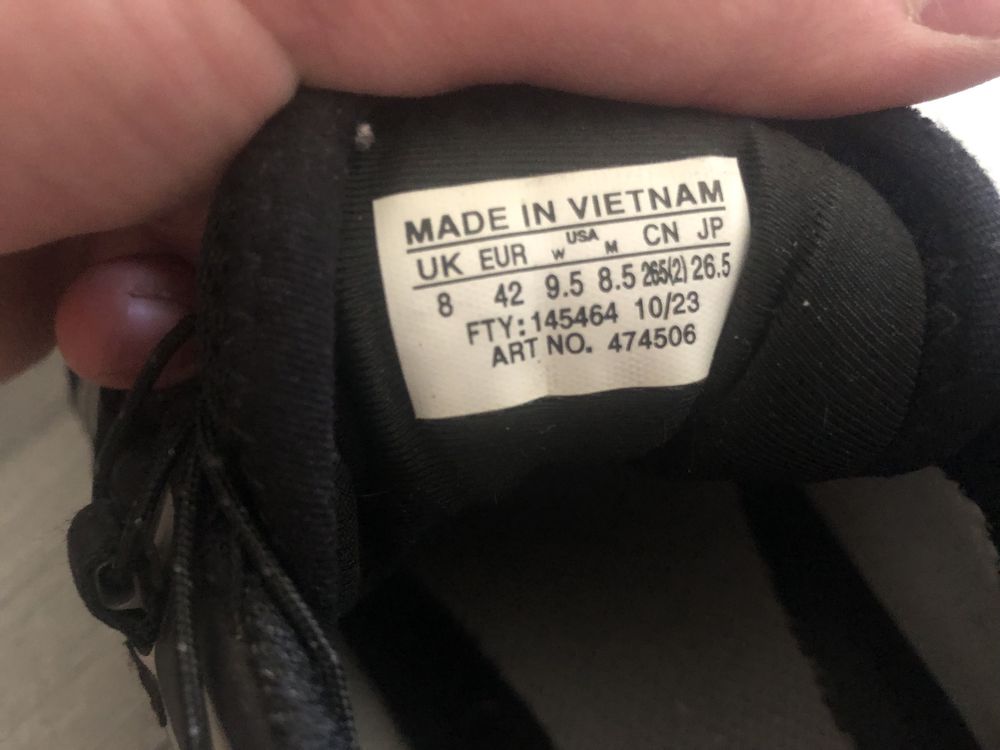 MADE IN VIETNAM
UK EUR W USA M CN JP
8 42 9.5 8.5 265(2) 26.5
FTY: 145464 10/23
ART NO. 474506